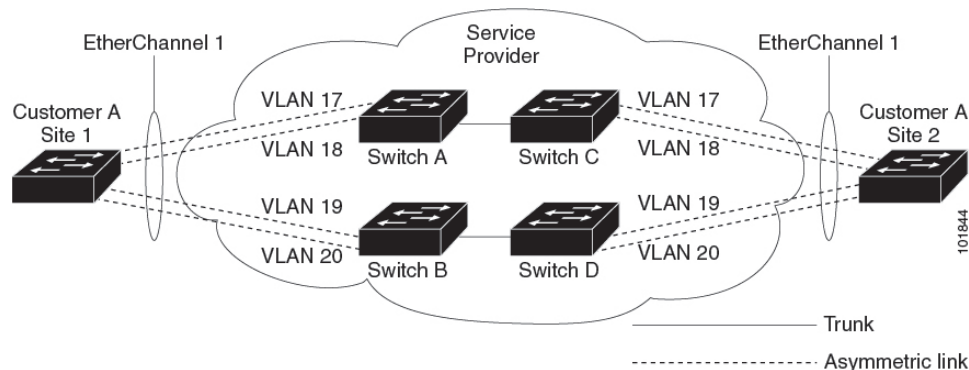 EtherChannel 1
Service
Provider
EtherChannel 1
Customer A
Site 1
VLAN 17
VLAN 18
Switch A
Switch C
VLAN 17
VLAN 18
Customer A
Site 2
VLAN 19
VLAN 20
Switch B
Switch D
VLAN 19
VLAN 20
101844
Trunk
Asymmetric link